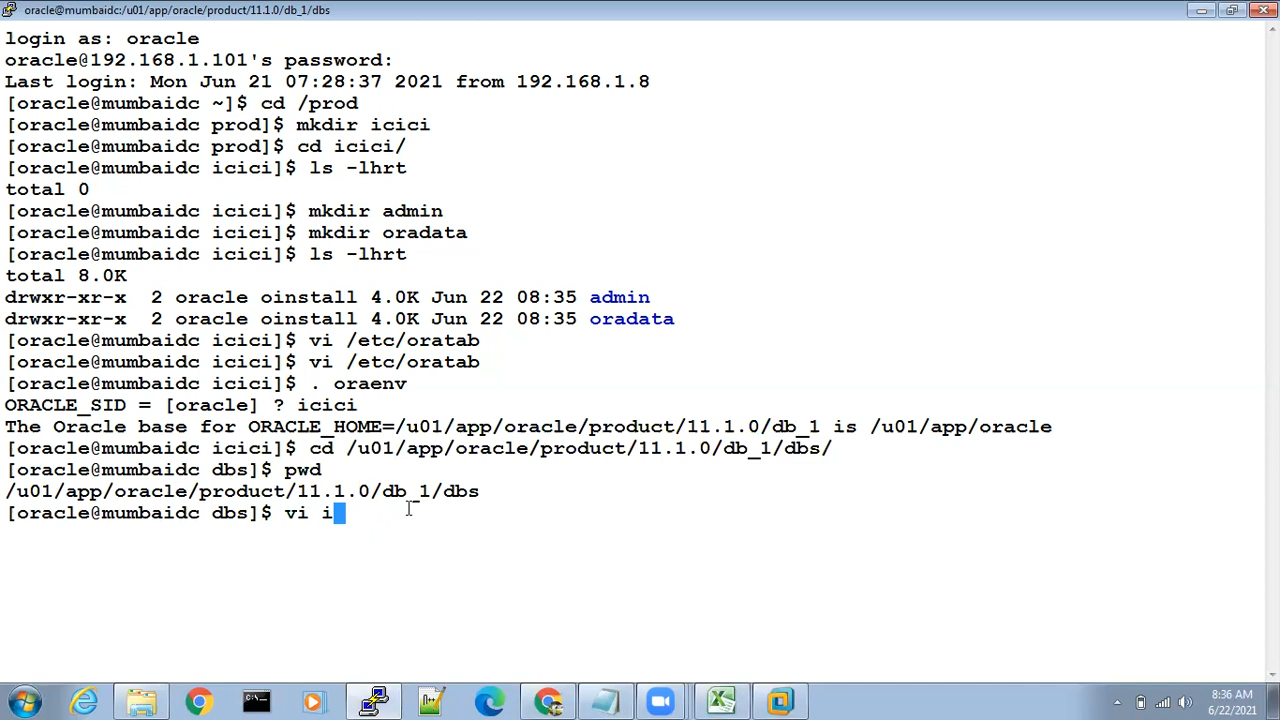 oracle@mumbaidc:/u01/app/oracle/product/11.1.0/db_1/dbs
login as: oracle
oracle@192.168.1.101's password:
Last login: Mon Jun 21 07:28:37 2021 from 192.168.1.8
[oracle@mumbaidc ~]$ cd /prod
[oracle@mumbaidc prod]$ mkdir icici
[oracle@mumbaidc prod]$ cd icici/
[oracle@mumbaidc icici]$ ls -lhrt
total 0
[oracle@mumbaidc icici]$ mkdir admin
[oracle@mumbaidc icici]$ mkdir oradata
[oracle@mumbaidc icici]$ ls -lhrt
total 8.0K
drwxr-xr-x  2 oracle oinstall 4.0K Jun 22 08:35 admin
drwxr-xr-x  2 oracle oinstall 4.0K Jun 22 08:35 oradata
[oracle@mumbaidc icici]$ vi /etc/oratab
[oracle@mumbaidc icici]$ vi /etc/oratab
[oracle@mumbaidc icici]$ . oraenv
ORACLE_SID = [oracle] ? icici
The Oracle base for ORACLE_HOME=/u01/app/oracle/product/11.1.0/db_1 is /u01/app/oracle
[oracle@mumbaidc icici]$ cd /u01/app/oracle/product/11.1.0/db_1/dbs/
[oracle@mumbaidc dbs]$ pwd
/u01/app/oracle/product/11.1.0/db_1/dbs
[oracle@mumbaidc dbs]$ vi i
8:36 AM
6/22/2021